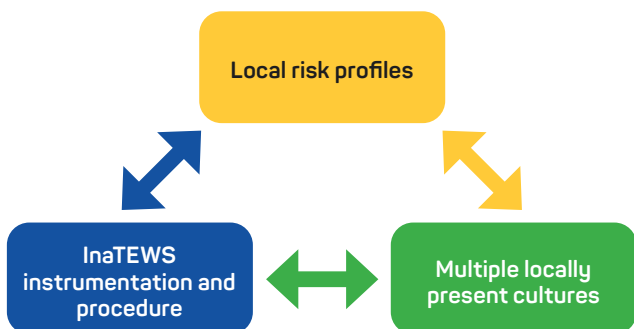 Local risk profiles
InaTEWS
instrumentation and
procedure
Multiple locally
present cultures